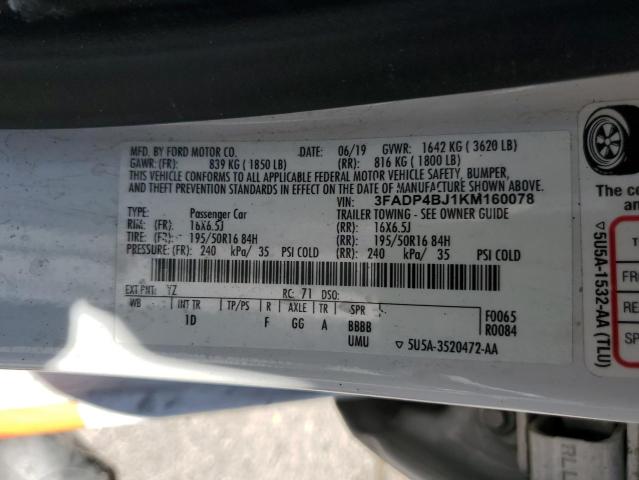 MFD. BY FORD MOTOR CO. DATE: 06/19 GVWR: 1642 KG ( 3620 LB)
GAWR: (FR): 839 KG ( 1850 LB) (RR): 816 KG ( 1800 LB)
THIS VEHICLE CONFORMS TO ALL APPLICABLE FEDERAL MOTOR VEHICLE SAFETY, BUMPER,
AND THEFT PREVENTION STANDARDS IN EFFECT ON THE DATE OF MANUFACTURE SHOWN ABOVE.
VIN: 3FADP4BJ1KM160078
TYPE: Passenger Car TRAILER TOWING - SEE OWNER GUIDE
RIM: (FR): 16X6.5J (RR): 16X6.5J
TIRE: (FR): 195/50R16 84H (RR): 195/50R16 84H
PRESSURE: (FR): 240 kPa/ 35 PSI COLD (RR): 240 kPa/ 35 PSI COLD
EXT PNT: YZ RC: 71 DSO:
WB INT TR TP/PS R AXLE TR SPR
1D F GG A BBBB
UMU
F0065
R0084
▽ 5U5A-3520472-AA
▽5U5A-1532-AA (TLU)
The ce
an
T
FR
RE
SP
RLL